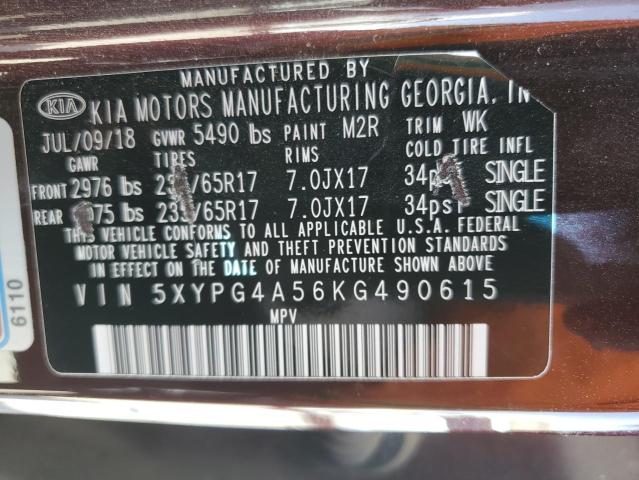 MANUFACTURED BY
KIA KIA MOTORS MANUFACTURING GEORGIA, IN
JUL/09/18 GVWR 5490 lbs PAINT M2R TRIM WK
GAWR TIRES RIMS COLD TIRE INFL
FRONT 2976 lbs /65R17 7.0JX17 SINGLE
REAR lbs /65R17 7.0JX17 34psi SINGLE
THIS VEHICLE CONFORMS TO ALL APPLICABLE U.S.A. FEDERAL
MOTOR VEHICLE SAFETY AND THEFT PREVENTION STANDARDS
IN EFFECT ON THE DATE OF MANUFACTURE SHOWN ABOVE.
VIN 5XYPG4A56KG490615
MPV
6110